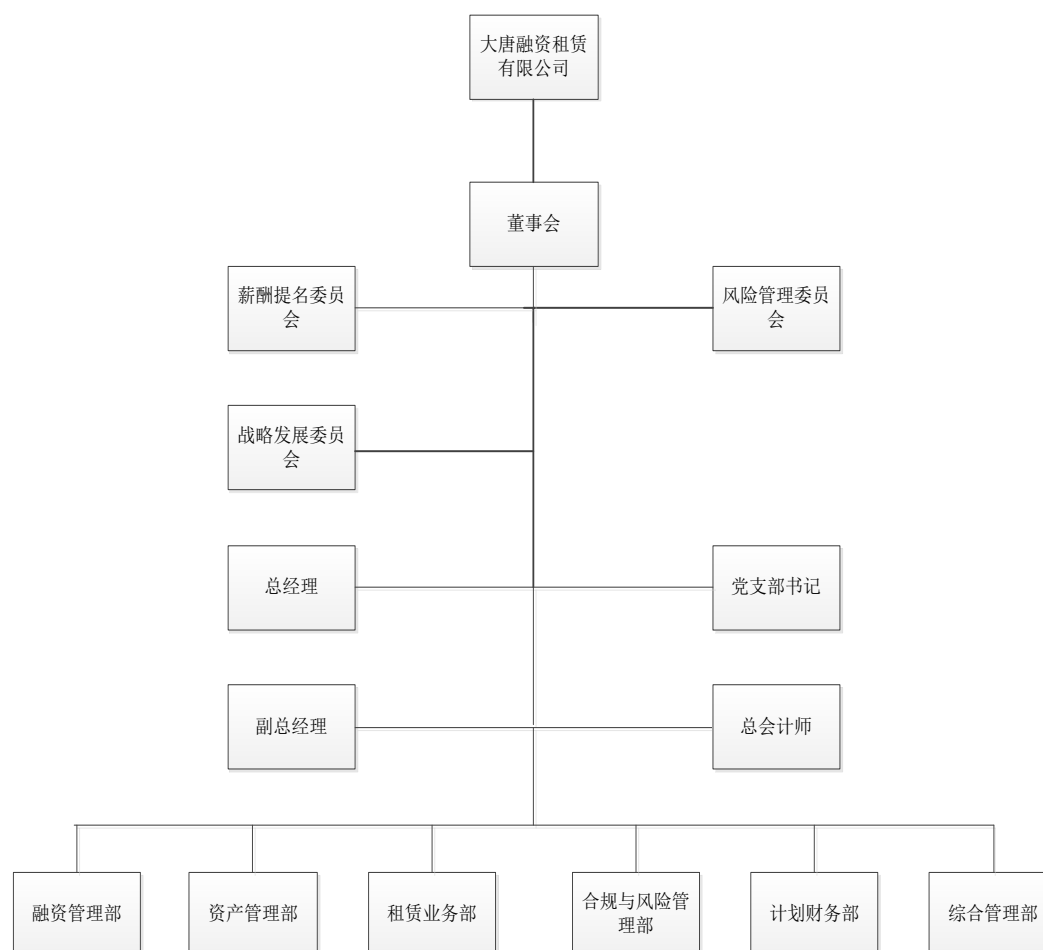 大唐融资租赁
有限公司
董事会
薪酬提名委员
会
风险管理委员
会
战略发展委员
会
总经理
党支部书记
副总经理
总会计师
融资管理部
资产管理部
租赁业务部
合规与风险管
理部
计划财务部
综合管理部